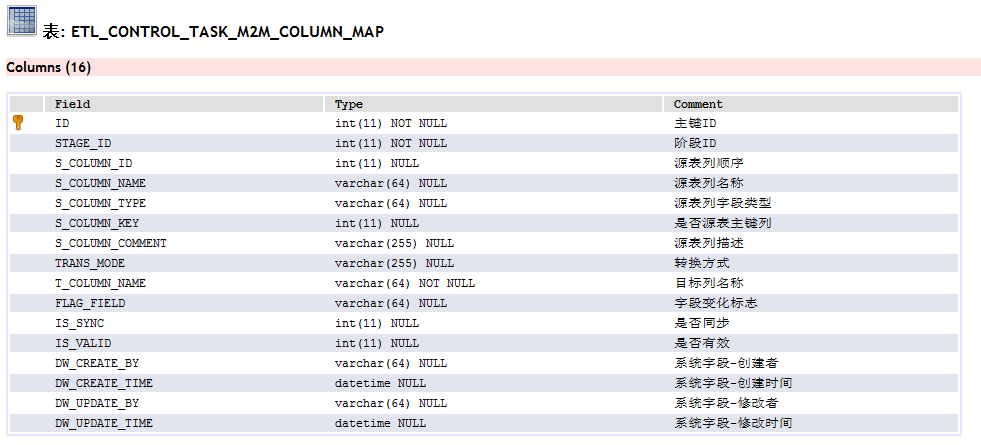 表: ETL_CONTROL_TASK_M2M_COLUMN_MAP
Columns (16)
Field Type Comment
ID int(11) NOT NULL 主键ID
STAGE_ID int(11) NOT NULL 阶段ID
S_COLUMN_ID int(11) NULL 源表列顺序
S_COLUMN_NAME varchar(64) NULL 源表列名称
S_COLUMN_TYPE varchar(64) NULL 源表列字段类型
S_COLUMN_KEY int(11) NULL 是否源表主键列
S_COLUMN_COMMENT varchar(255) NULL 源表列描述
TRANS_MODE varchar(255) NULL 转换方式
T_COLUMN_NAME varchar(64) NOT NULL 目标列名称
FLAG_FIELD varchar(64) NULL 字段变化标志
IS_SYNC int(11) NULL 是否同步
IS_VALID int(11) NULL 是否有效
DW_CREATE_BY varchar(64) NULL 系统字段-创建者
DW_CREATE_TIME datetime NULL 系统字段-创建时间
DW_UPDATE_BY varchar(64) NULL 系统字段-修改者
DW_UPDATE_TIME datetime NULL 系统字段-修改时间